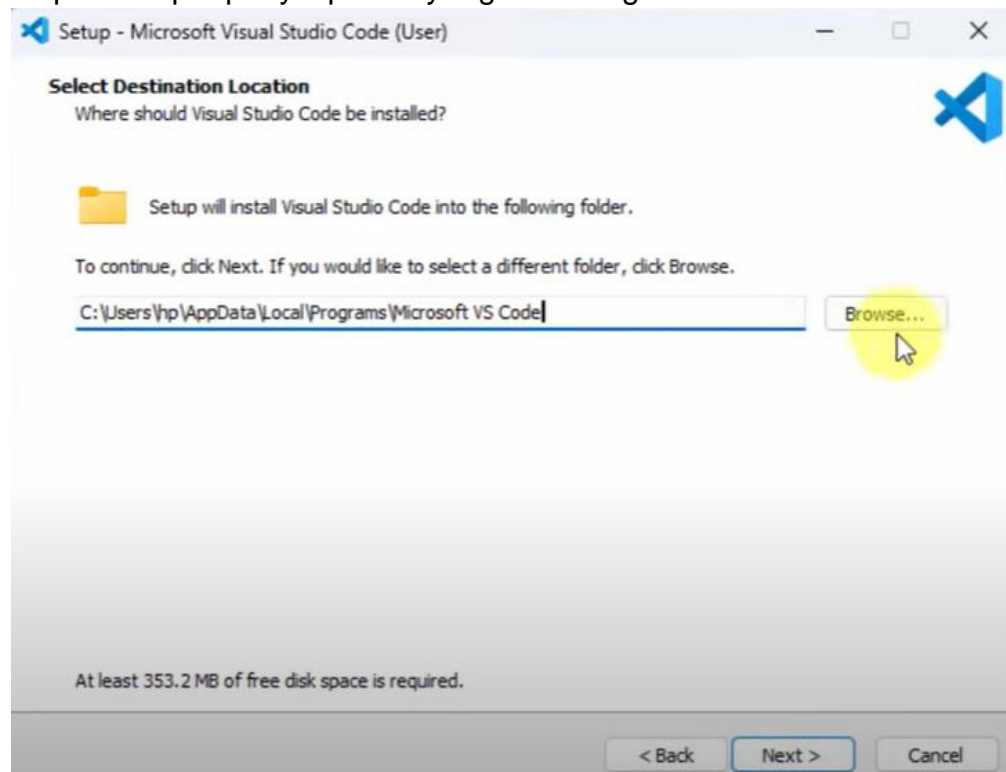 Setup - Microsoft Visual Studio Code (User)
Select Destination Location
Where should Visual Studio Code be installed?
Setup will install Visual Studio Code into the following folder.
To continue, click Next. If you would like to select a different folder, click Browse.
C:\Users\hp\AppData\Local\Programs\Microsoft VS Code
Browse...
At least 353.2 MB of free disk space is required.
< Back
Next >
Cancel